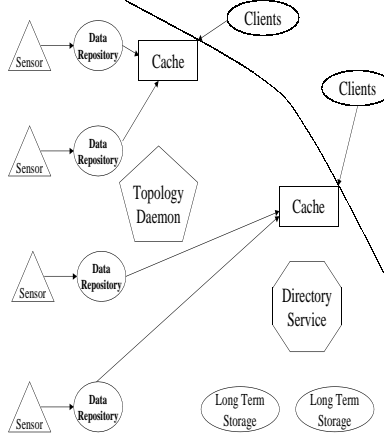 Clients
Data
Repository
Sensor
Cache
Clients
Data
Repository
Sensor
Topology
Daemon
Cache
Data
Repository
Sensor
Directory
Service
Data
Repository
Sensor
Long Term
Storage
Long Term
Storage